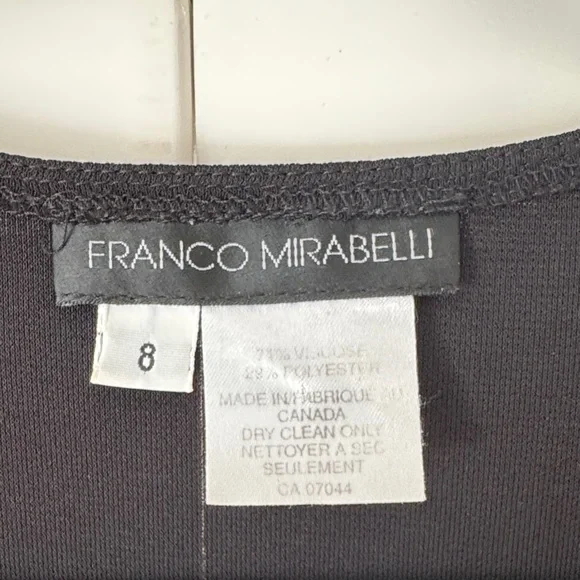 FRANCO MIRABELLI
8
% VISCOSE
% POLYESTER
MADE IN/FABRIQUE AU
CANADA
DRY CLEAN ONLY
NETTOYER A SEC
SEULEMENT
CA 07044